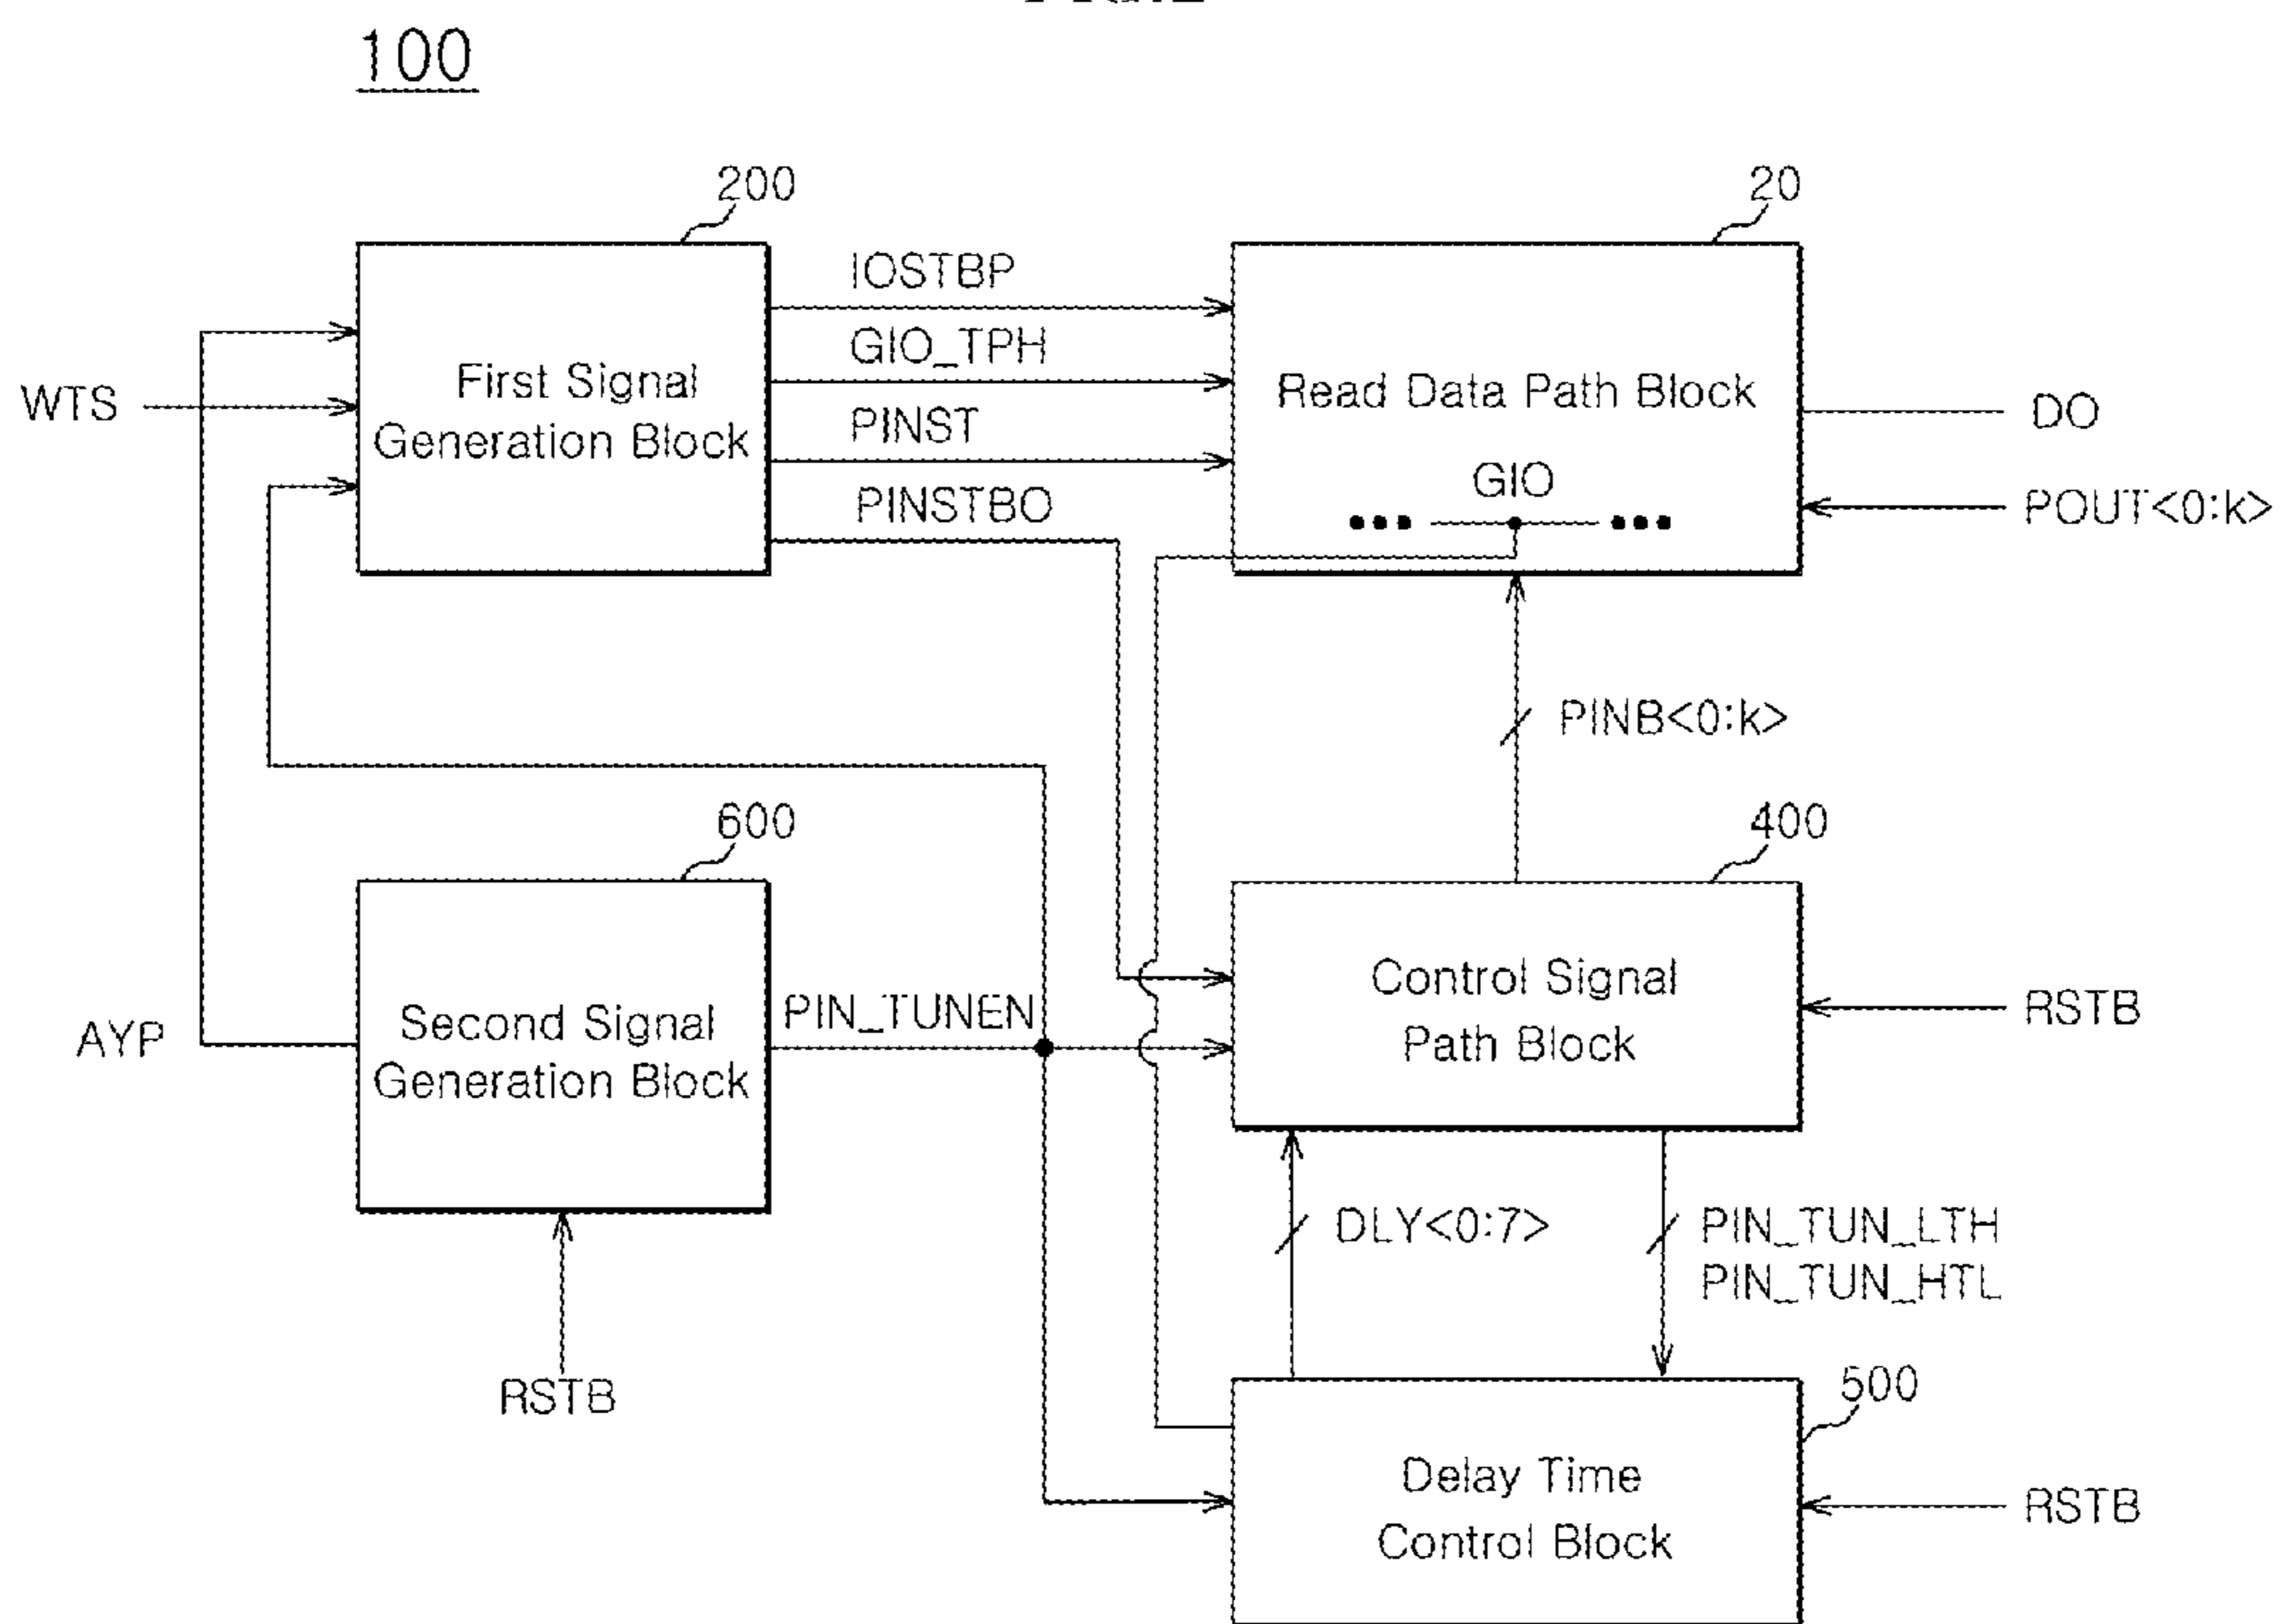 100
200
20
IOSTBP
GIO_TPH
PINST
PINSTBO
WTS
First Signal
Generation Block
Read Data Path Block
GIO
DO
POUT<0:k>
PINB<0:k>
600
400
AYP
Second Signal
Generation Block
PIN_TUNEN
Control Signal
Path Block
RSTB
DLY<0:7>
PIN_TUN_LTH
PIN_TUN_HTL
RSTB
500
Delay Time
Control Block
RSTB